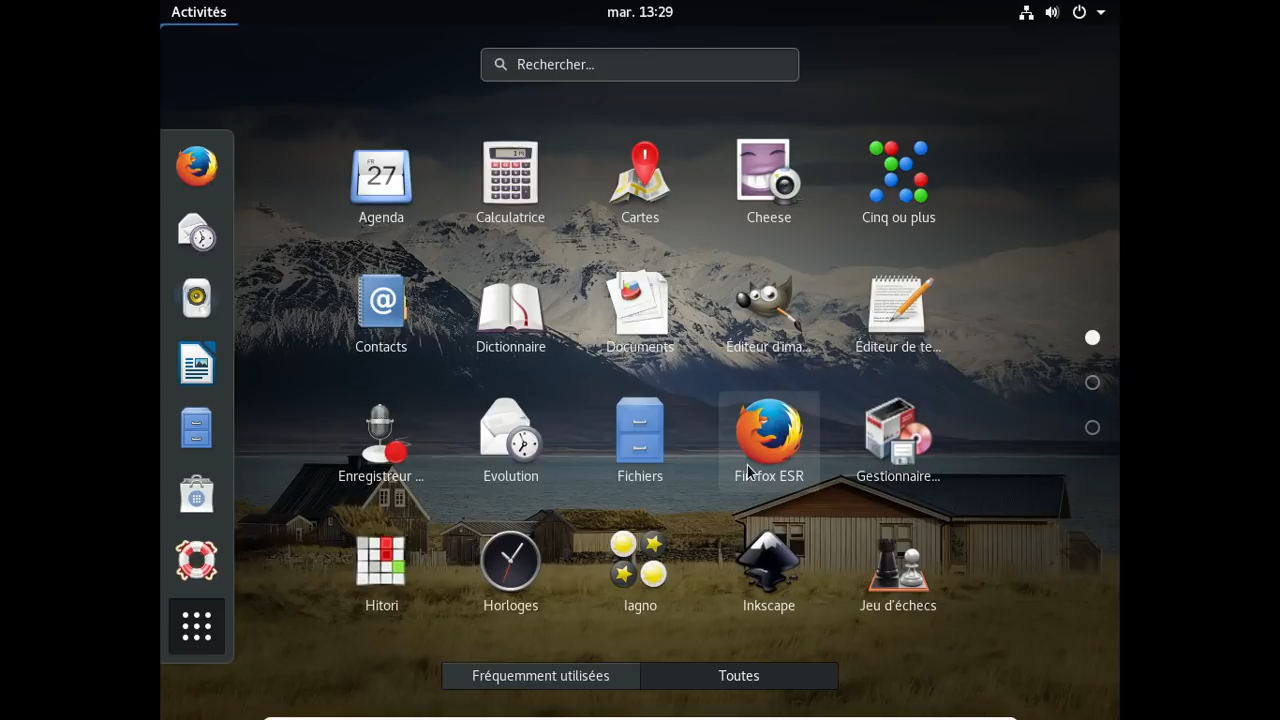 Activités
mar. 13:29
Rechercher...
FR
27
Agenda
Calculatrice
Cartes
Cheese
Cinq ou plus
@
Contacts
Dictionnaire
Documents
Éditeur d'ima...
Éditeur de te...
Enregistreur ...
Evolution
Fichiers
Firefox ESR
Gestionnaire...
Hitori
Horloges
Iagno
Inkscape
Jeu d'échecs
Fréquemment utilisées
Toutes